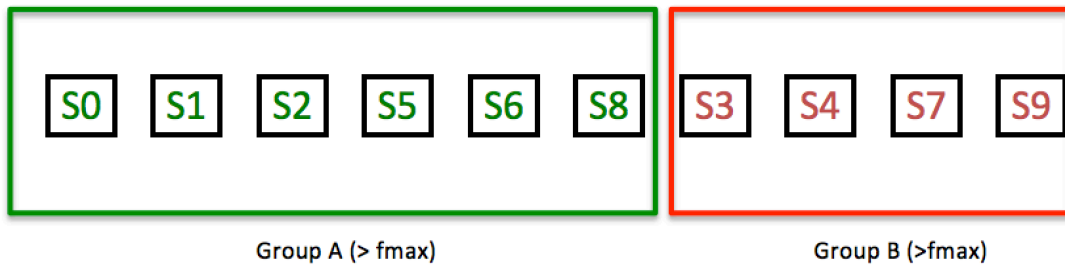 S0 S1 S2 S5 S6 S8 S3 S4 S7 S9
Group A (> fmax) Group B (>fmax)